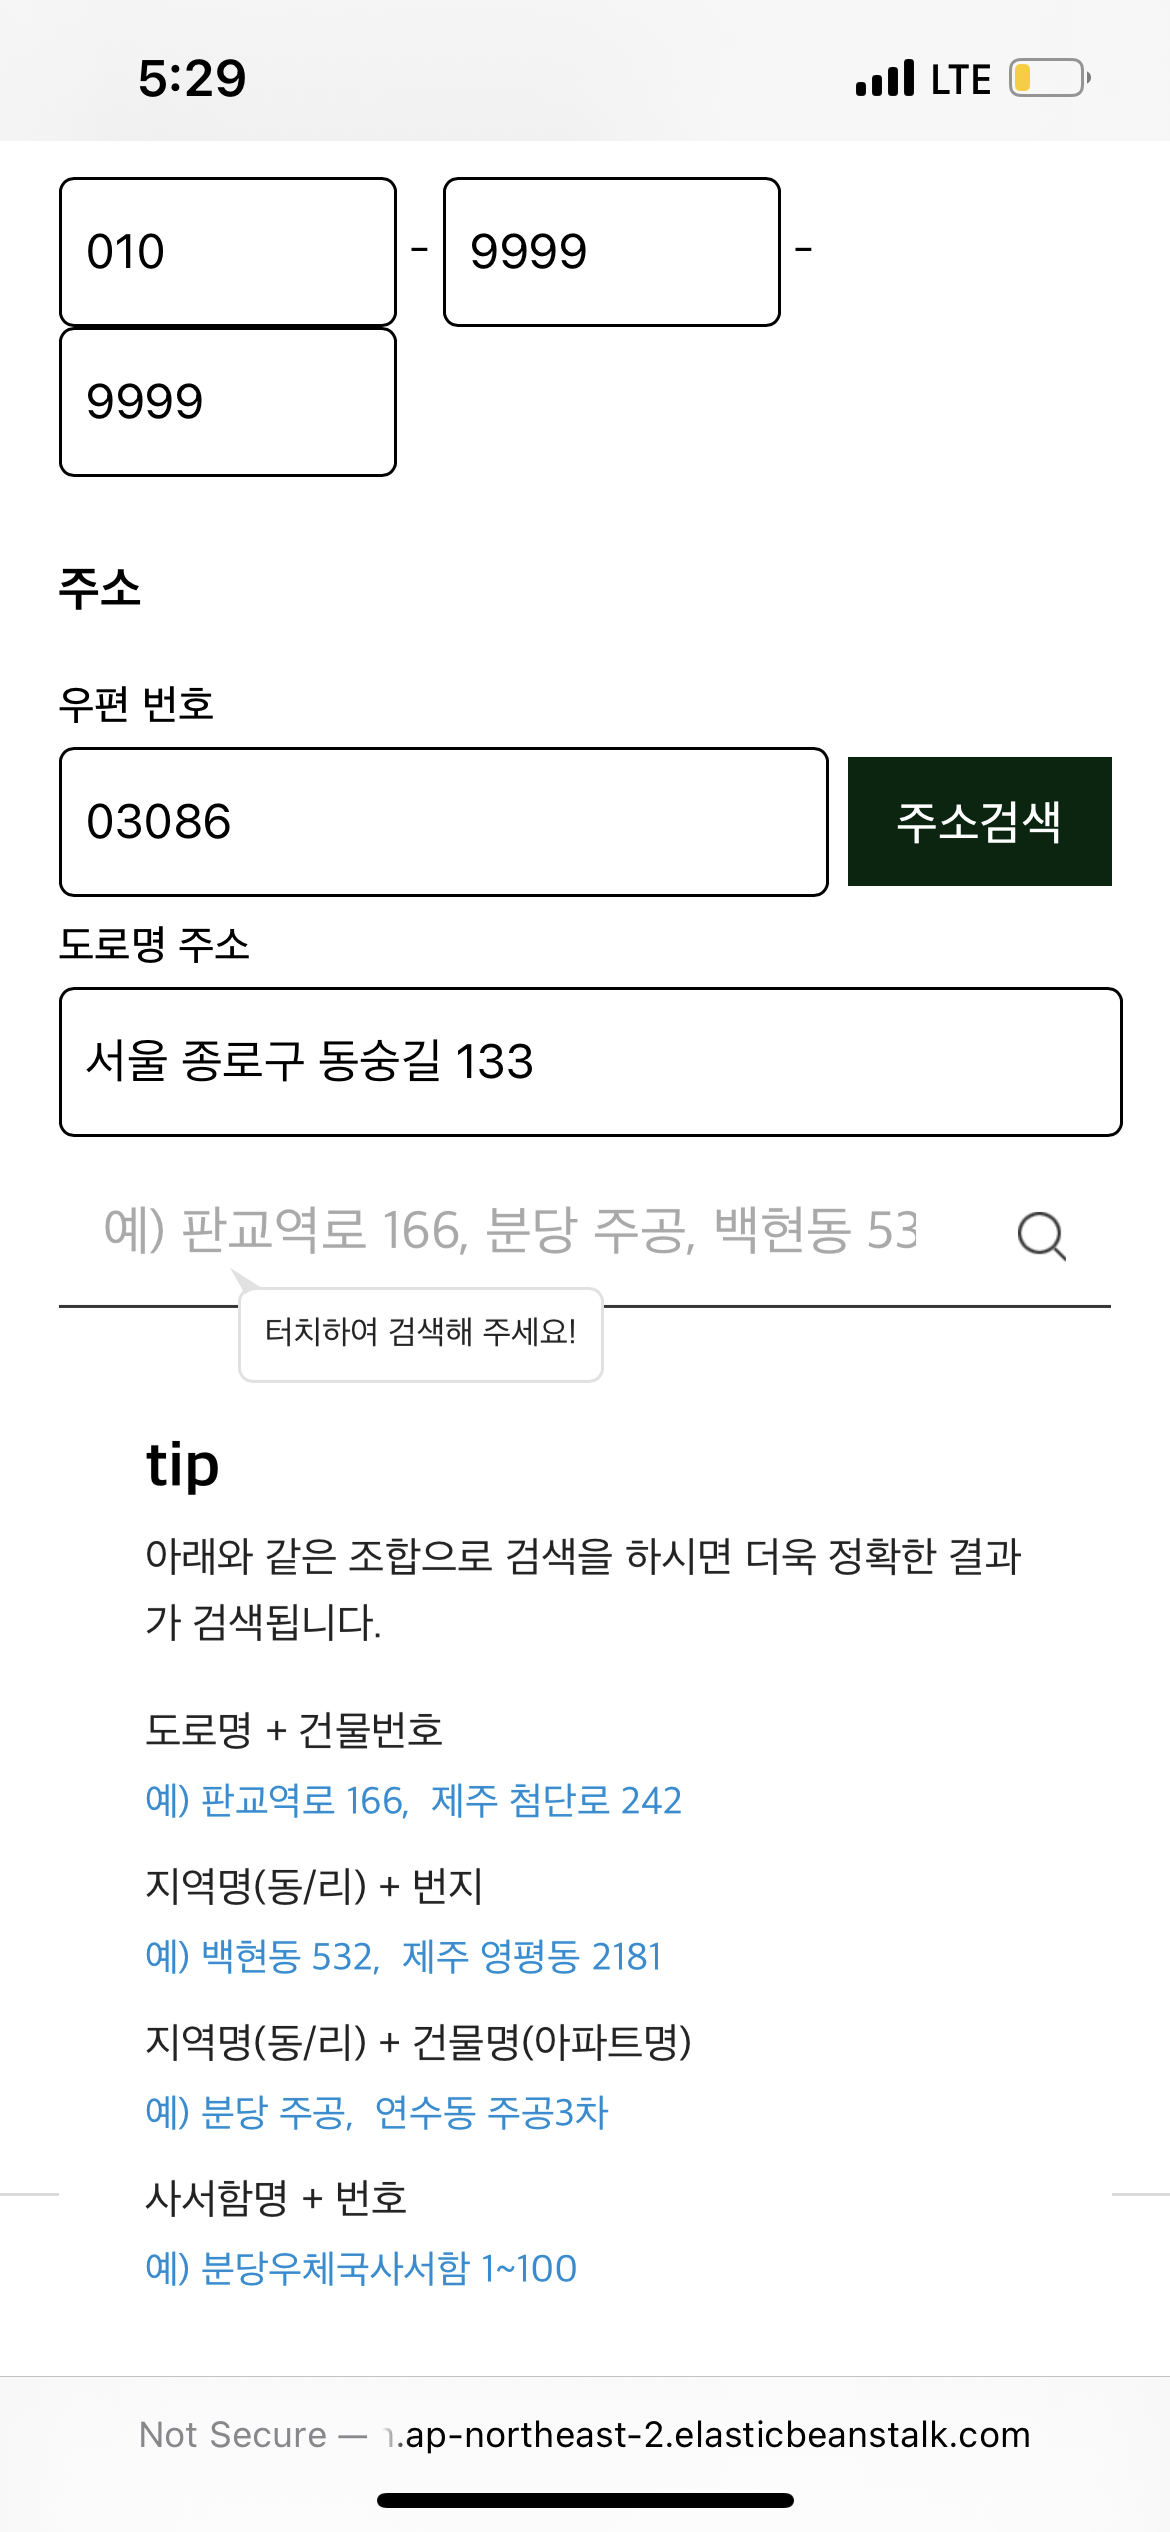 5:29 LTE
010 - 9999 -
9999
주소
우편 번호
03086 주소검색
도로명 주소
서울 종로구 동숭길 133
예) 판교역로 166, 분당 주공, 백현동 53
터치하여 검색해 주세요!
tip
아래와 같은 조합으로 검색을 하시면 더욱 정확한 결과
가 검색됩니다.
도로명 + 건물번호
예) 판교역로 166, 제주 첨단로 242
지역명(동/리) + 번지
예) 백현동 532, 제주 영평동 2181
지역명(동/리) + 건물명(아파트명)
예) 분당 주공, 연수동 주공3차
사서함명 + 번호
예) 분당우체국사서함 1~100
Not Secure — .ap-northeast-2.elasticbeanstalk.com